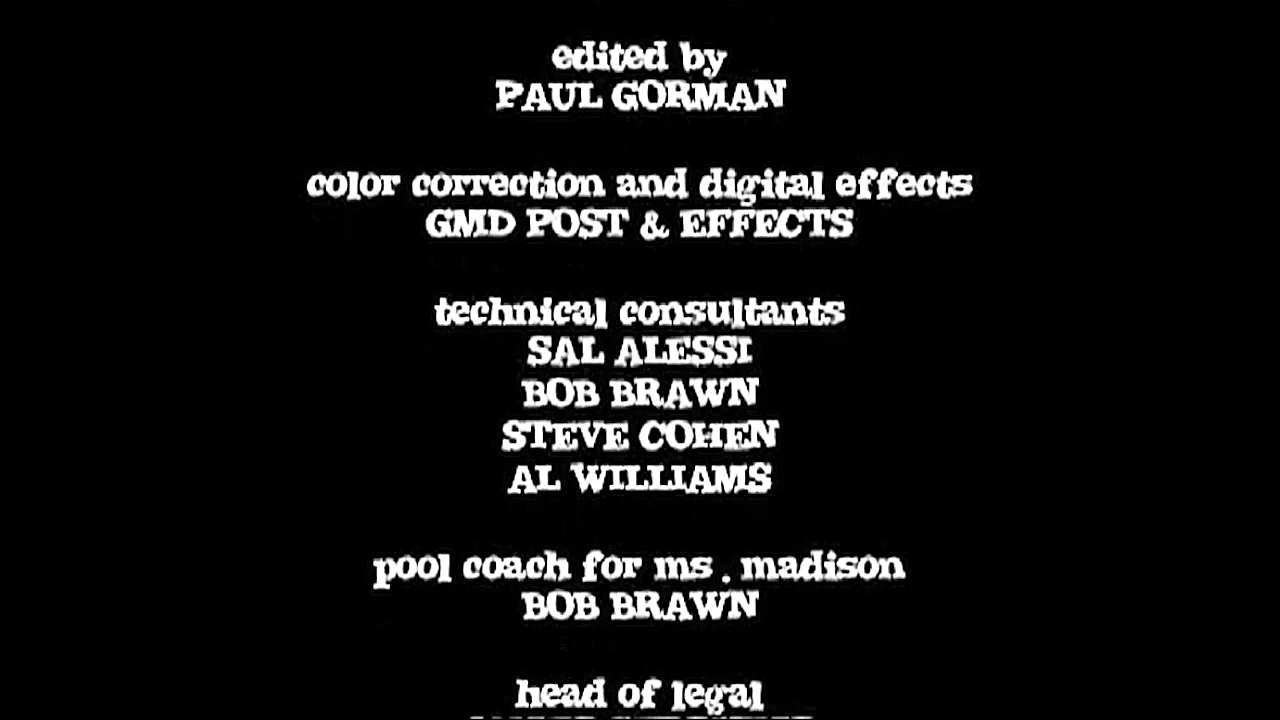 edited by
PAUL GORMAN
color correction and digital effects
GMD POST & EFFECTS
technical consultants
SAL ALESSI
BOB BRAWN
STEVE COHEN
AL WILLIAMS
pool coach for ms. madison
BOB BRAWN
head of legal